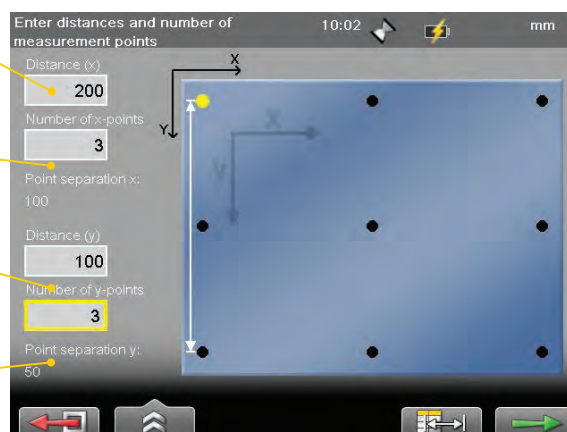 Enter distances and number of
measurement points
10:02
mm
Distance (x)
200
Number of x-points
3
Point separation x:
100
Distance (y)
100
Number of y-points
3
Point separation y:
50
X
Y
X
Y